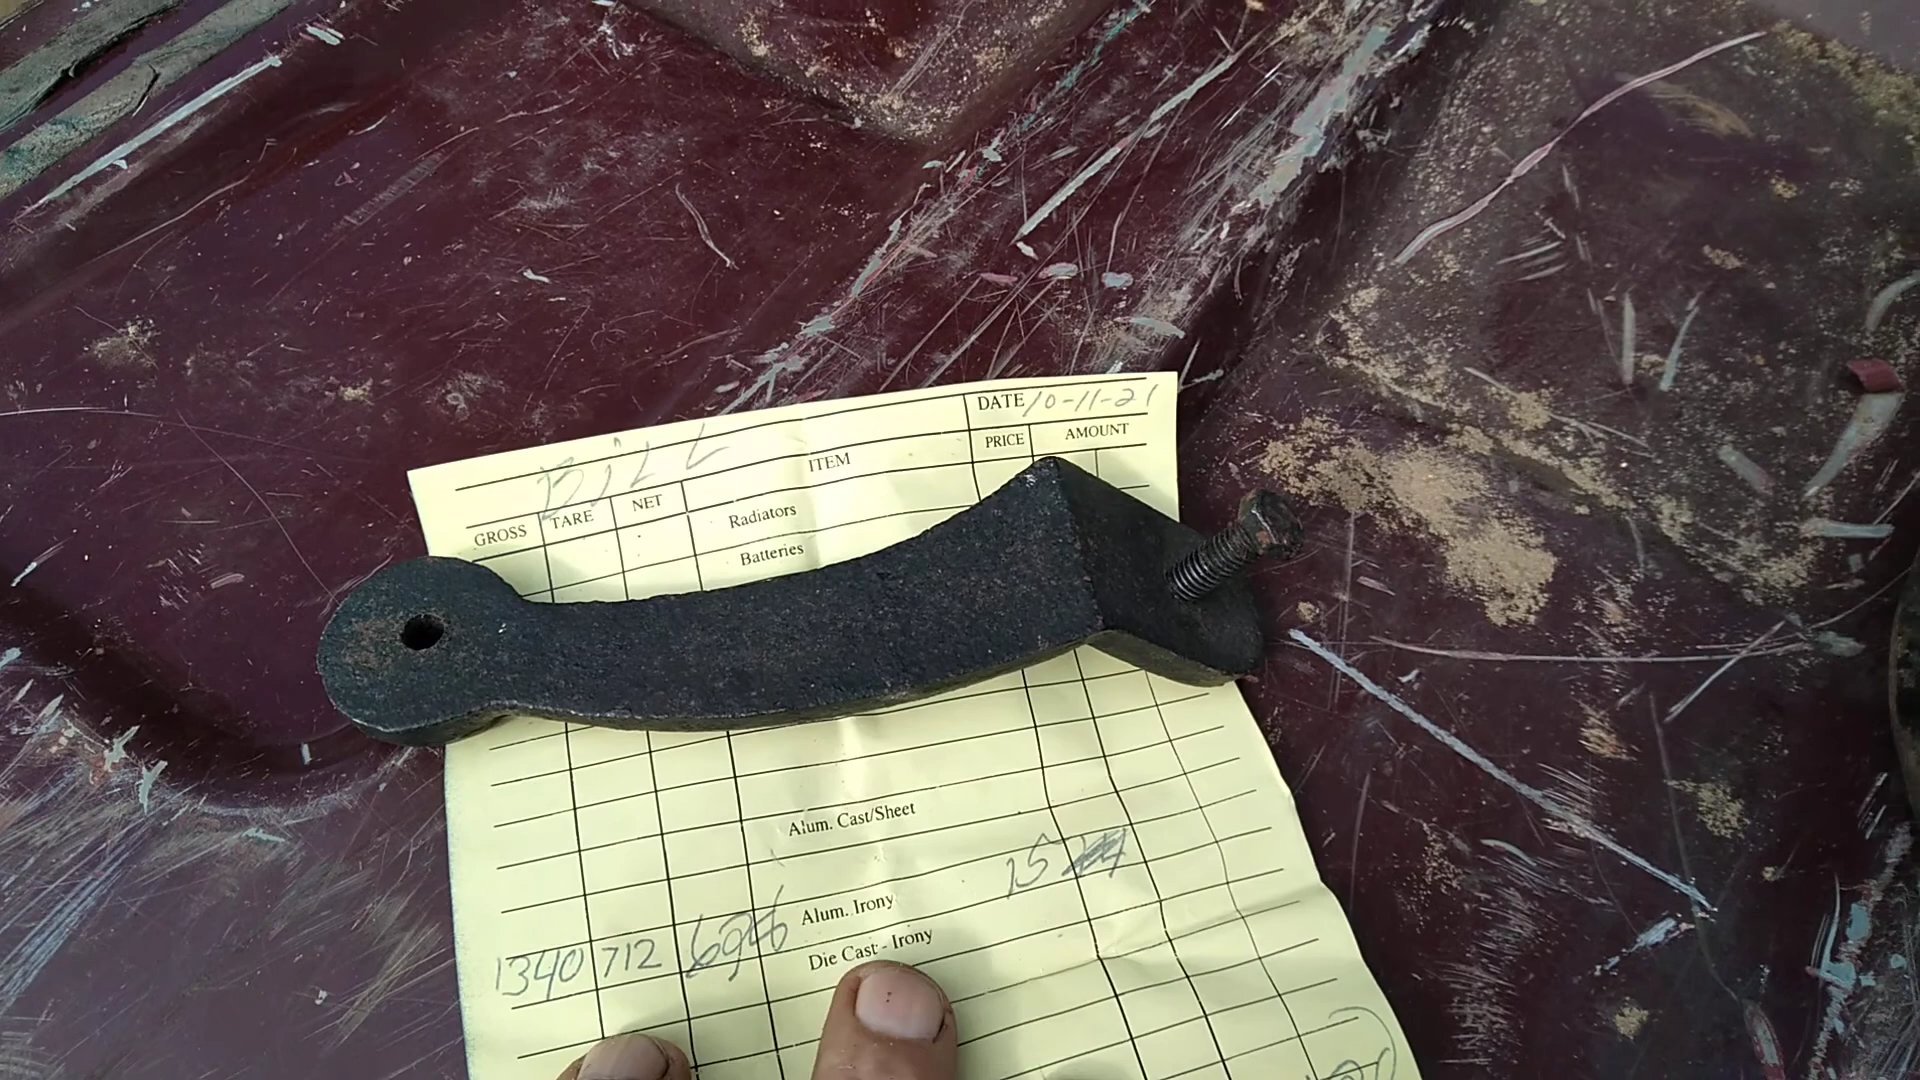 DATE 10-11-21
BiLL ITEM PRICE AMOUNT
GROSS TARE NET
Radiators
Batteries
Alum. Cast/Sheet
Alum. Irony 15
1340 712 Die Cast - Irony